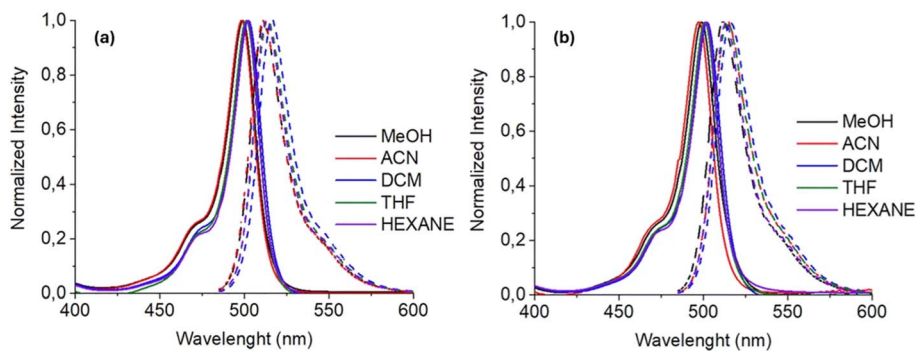 (a)
Normalized Intensity
1,0
0,8
0,6
0,4
0,2
0,0
MeOH
ACN
DCM
THF
HEXANE
400 450 500 550 600
Wavelenght (nm)
(b)
Normalized Intensity
1,0
0,8
0,6
0,4
0,2
0,0
MeOH
ACN
DCM
THF
HEXANE
400 450 500 550 600
Wavelenght (nm)